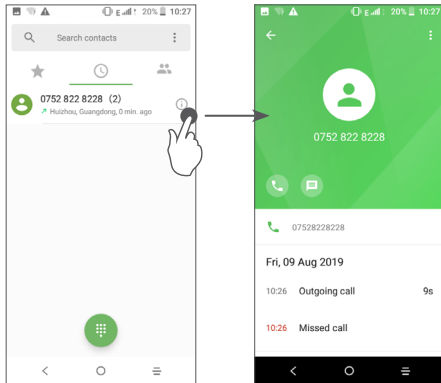 E 20% 10:27
Search contacts
0752 822 8228 (2)
Huizhou, Guangdong, 0 min. ago
E 20% 10:27
0752 822 8228
07528228228
Fri, 09 Aug 2019
10:26 Outgoing call 9s
10:26 Missed call